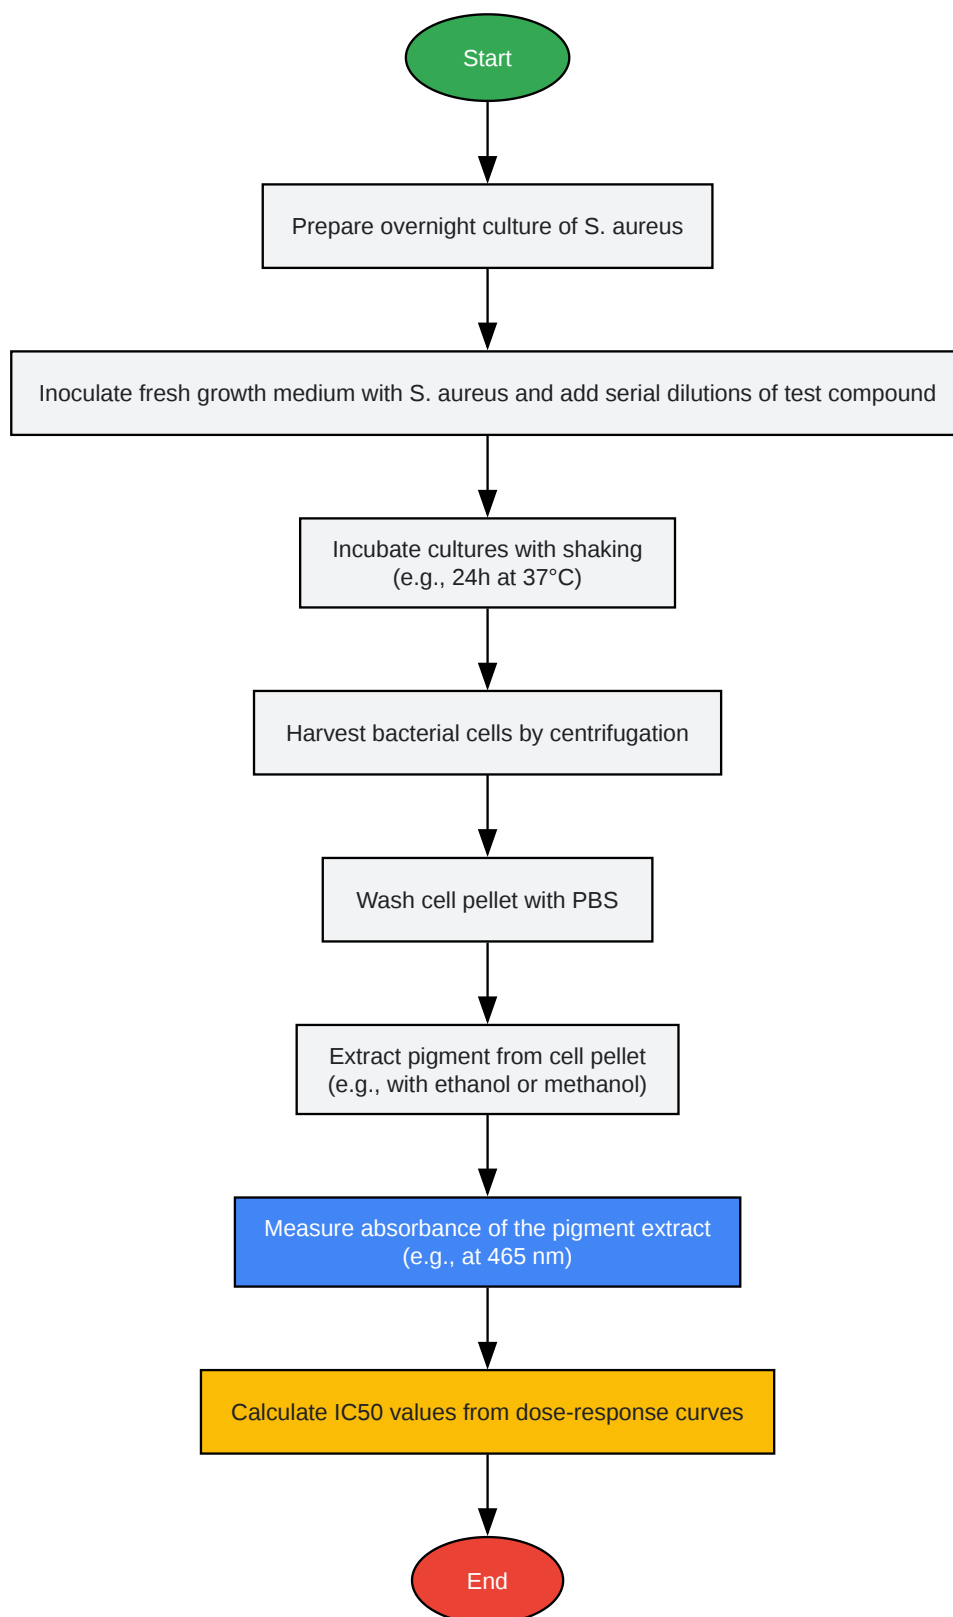 Start
Prepare overnight culture of S. aureus
Inoculate fresh growth medium with S. aureus and add serial dilutions of test compound
Incubate cultures with shaking
(e.g., 24h at 37°C)
Harvest bacterial cells by centrifugation
Wash cell pellet with PBS
Extract pigment from cell pellet
(e.g., with ethanol or methanol)
Measure absorbance of the pigment extract
(e.g., at 465 nm)
Calculate IC50 values from dose-response curves
End